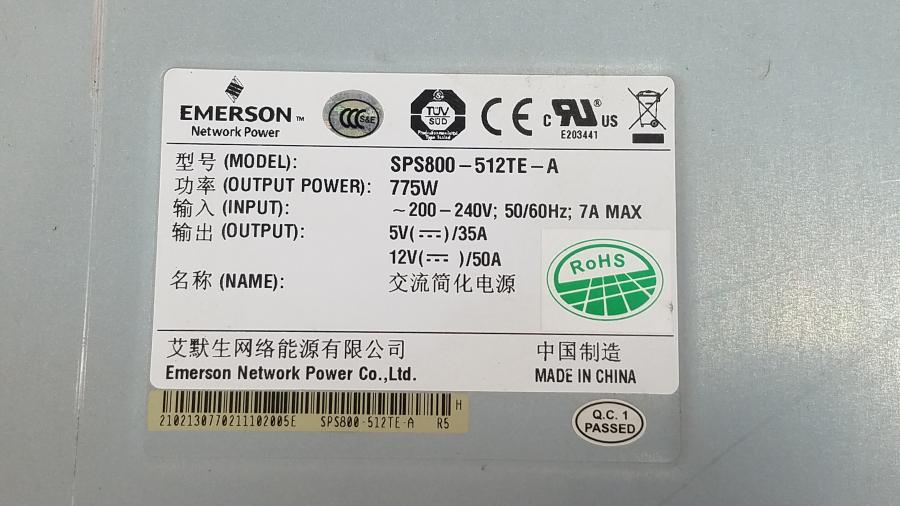 EMERSON™
Network Power
CCC S&E
TÜV
SÜD
CE
c RU® US
E203441
型号 (MODEL): SPS800-512TE-A
功率 (OUTPUT POWER): 775W
输入 (INPUT): ~200-240V; 50/60Hz; 7A MAX
输出 (OUTPUT): 5V(⎓)/35A
12V(⎓)/50A
名称 (NAME): 交流简化电源
RoHS
艾默生网络能源有限公司
Emerson Network Power Co.,Ltd.
中国制造
MADE IN CHINA
2102130770211102005E SPS800-512TE-A R5
H
Q.C. 1
PASSED